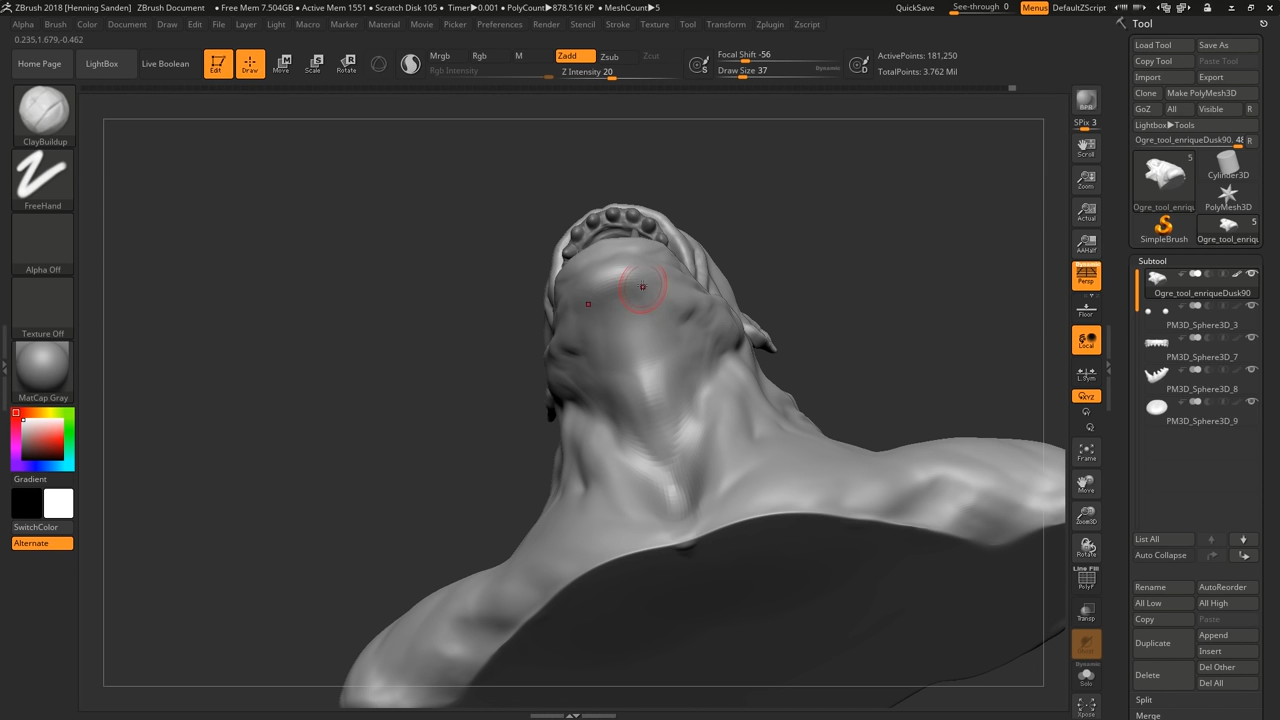 ZBrush 2018 [Henning Sanden] ZBrush Document • Free Mem 7.504GB • Active Mem 1551 • Scratch Disk 105 • Timer▶0.001 • PolyCount▶878.516 KP • MeshCount▶5
QuickSave See-through 0 Menus DefaultZScript
Alpha Brush Color Document Draw Edit File Layer Light Macro Marker Material Movie Picker Preferences Render Stencil Stroke Texture Tool Transform Zplugin Zscript
0.235,1.679,-0.462
Home Page LightBox Live Boolean
Edit Draw Move Scale Rotate
Mrgb Rgb M Zadd Zsub Zcut
Rgb Intensity Z Intensity 20
Focal Shift -56
Draw Size 37 Dynamic
S
D
ActivePoints: 181,250
TotalPoints: 3.762 Mil
ClayBuildup
FreeHand
Alpha Off
Texture Off
MatCap Gray
Gradient
SwitchColor
Alternate
BPR
SPix 3
Scroll
Zoom
Actual
AAHalf
Dynamic
Persp
Floor
Local
L.Sym
XYZ
Frame
Move
Zoom3D
Rotate
Line Fill
PolyF
Transp
Dynamic
Solo
Xpose
Tool
Load Tool Save As
Copy Tool Paste Tool
Import Export
Clone Make PolyMesh3D
GoZ All Visible R
Lightbox▶Tools
Ogre_tool_enriqueDusk90. 48 R
5
Cylinder3D
Ogre_tool_enriqu PolyMesh3D
5
SimpleBrush Ogre_tool_enriqu
Subtool
Ogre_tool_enriqueDusk90
PM3D_Sphere3D_3
PM3D_Sphere3D_7
PM3D_Sphere3D_8
PM3D_Sphere3D_9
List All
Auto Collapse
Rename AutoReorder
All Low All High
Copy Paste
Duplicate Append
Insert
Delete Del Other
Del All
Split
Merge